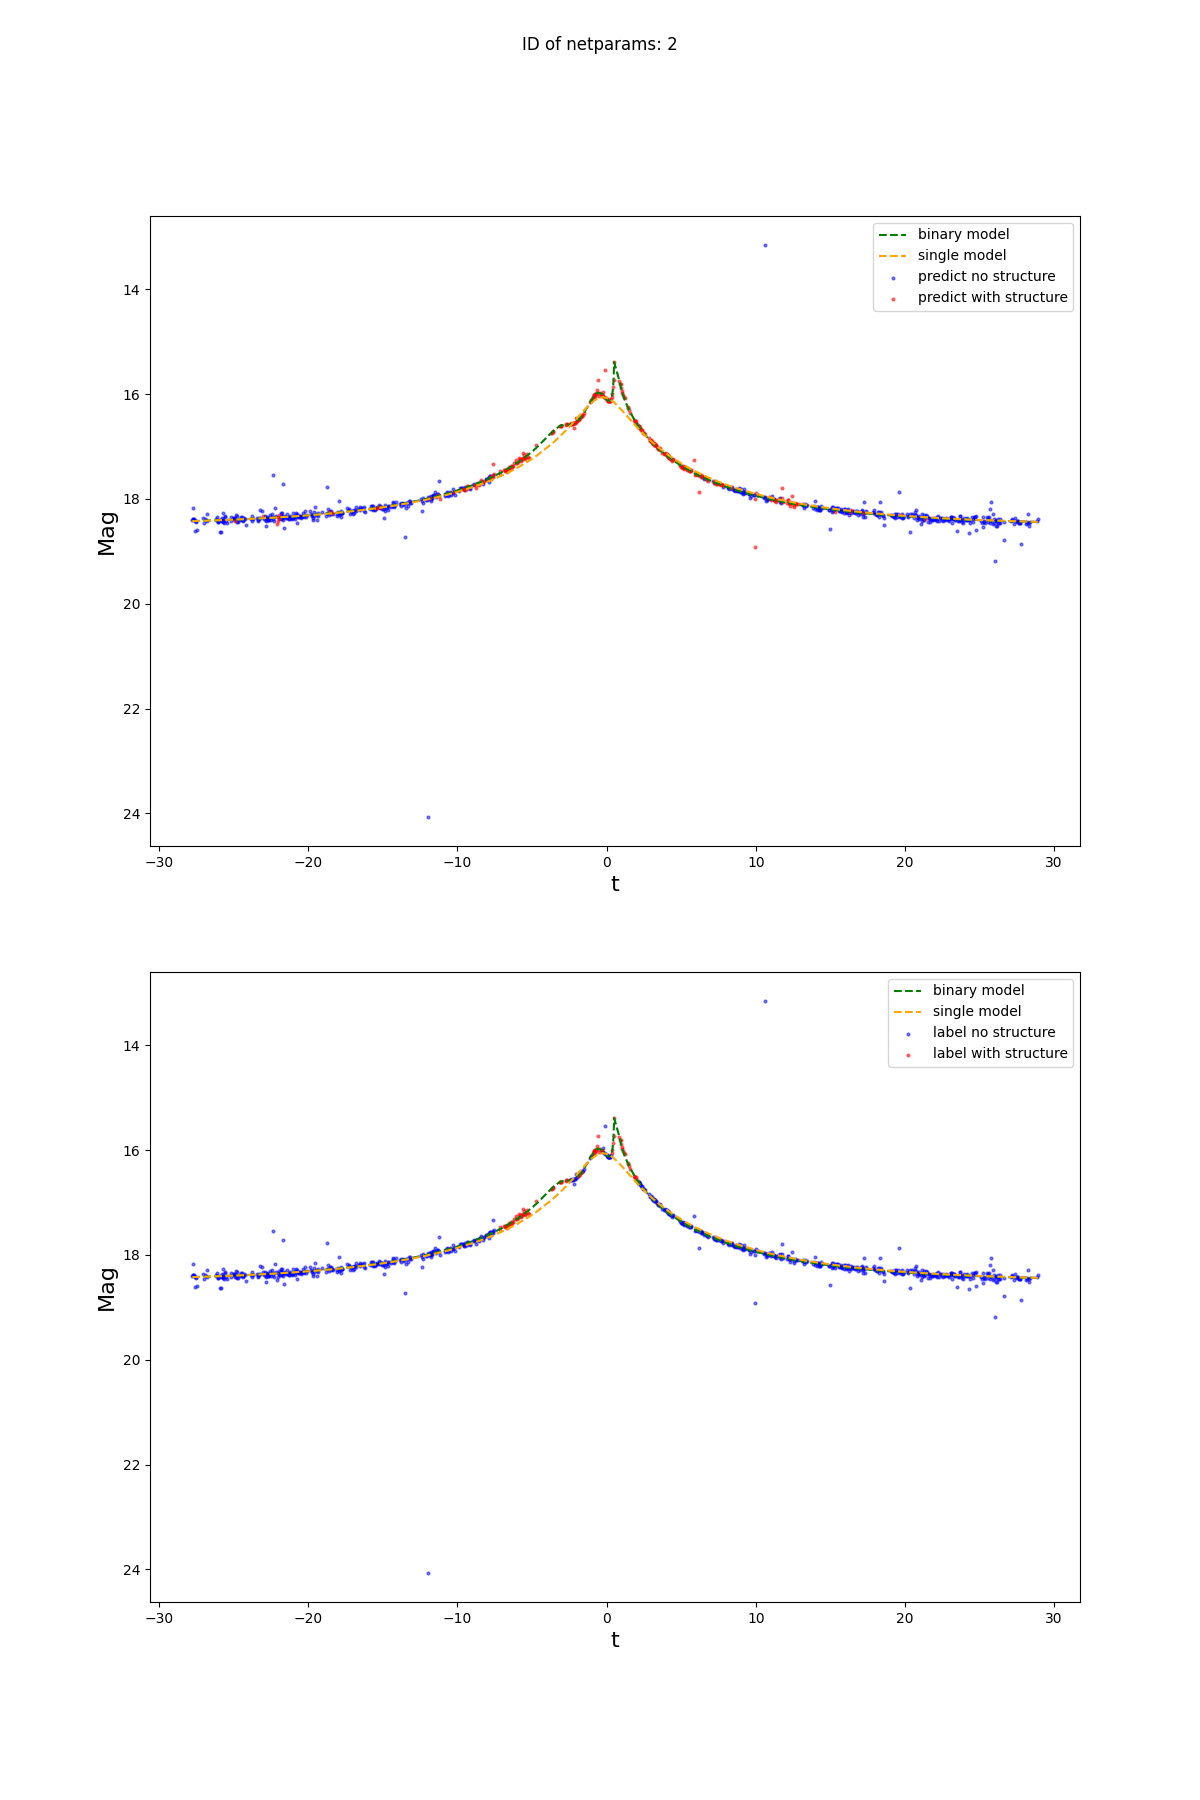 ID of netparams: 2
binary model
single model
predict no structure
predict with structure
14
16
18
20
22
24
Mag
−30
−20
−10
0
10
20
30
t
binary model
single model
label no structure
label with structure
14
16
18
20
22
24
Mag
−30
−20
−10
0
10
20
30
t